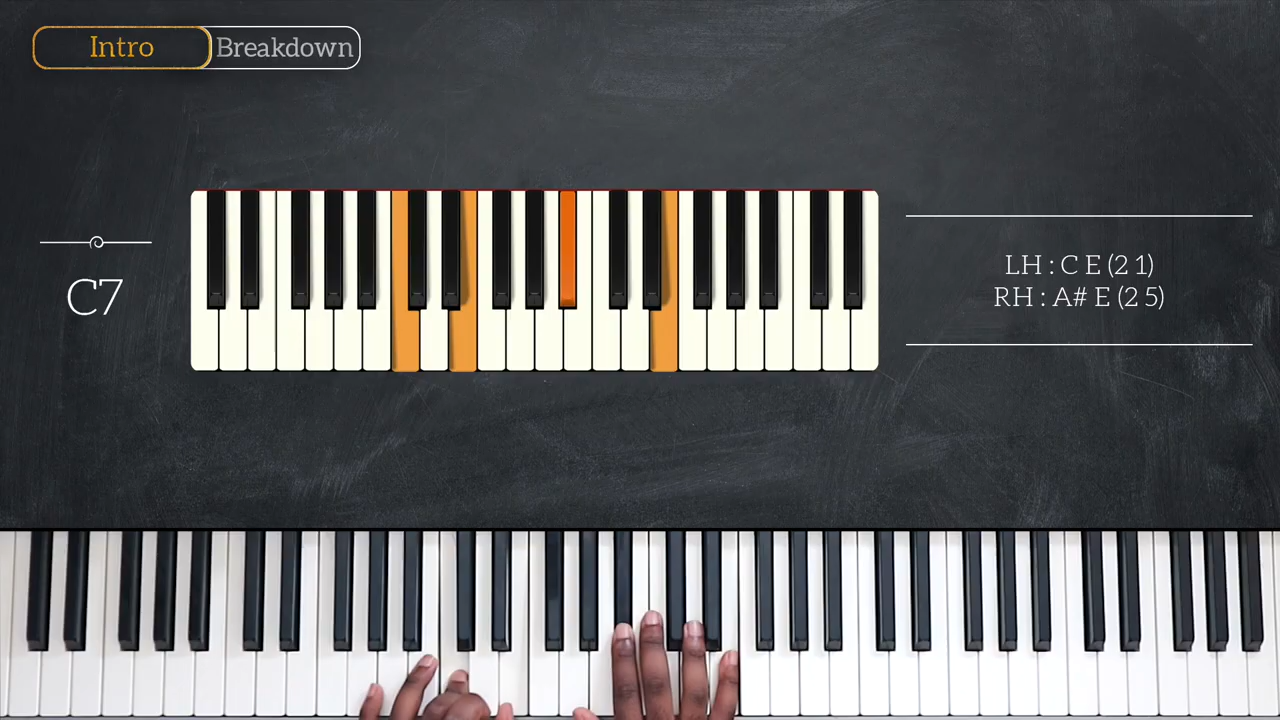 Intro
Breakdown
C7
LH : C E (2 1)
RH : A# E (2 5)